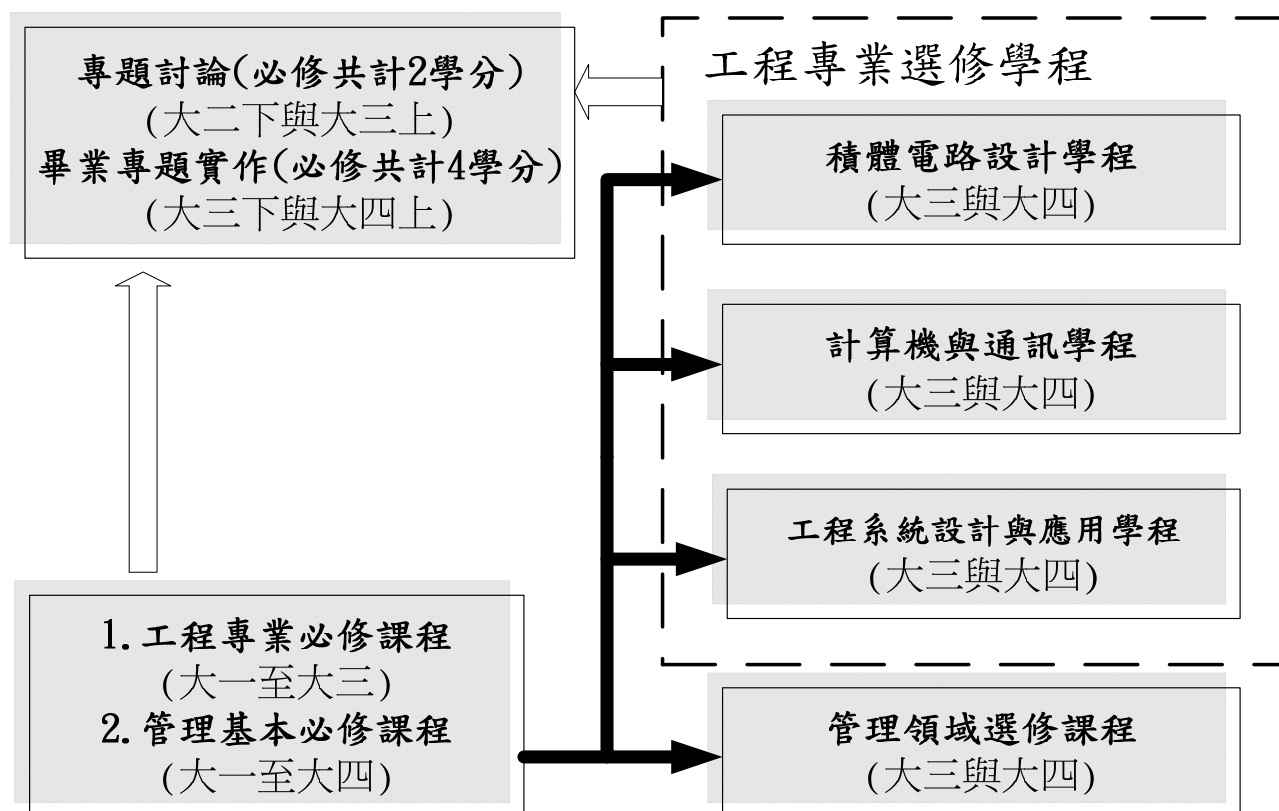 專題討論(必修共計2學分)
(大二下與大三上)
畢業專題實作(必修共計4學分)
(大三下與大四上)
工程專業選修學程
積體電路設計學程
(大三與大四)
計算機與通訊學程
(大三與大四)
工程系統設計與應用學程
(大三與大四)
1.工程專業必修課程
(大一至大三)
2.管理基本必修課程
(大一至大四)
管理領域選修課程
(大三與大四)